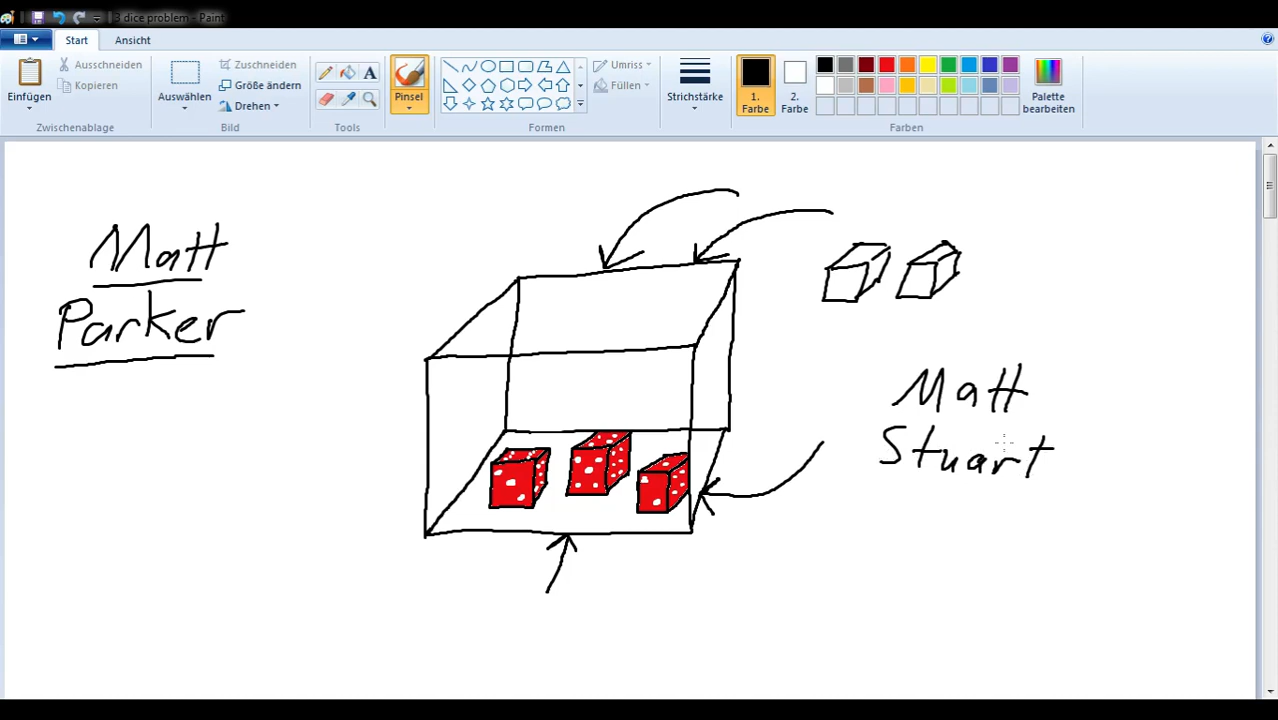 3 dice problem - Paint
Start
Ansicht
Einfügen
Ausschneiden
Kopieren
Zwischenablage
Auswählen
Zuschneiden
Größe ändern
Drehen
Bild
A
Tools
Pinsel
Umriss
Füllen
Formen
Strichstärke
1.
Farbe
2.
Farbe
Palette
bearbeiten
Farben
Matt
Parker
Matt
Stuart